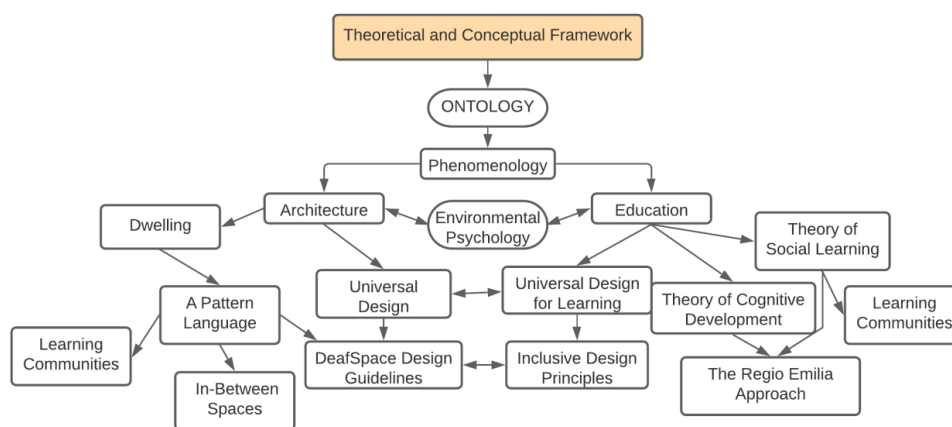 Theoretical and Conceptual Framework
ONTOLOGY
Phenomenology
Architecture
Environmental
Psychology
Education
Dwelling
Theory of
Social Learning
Universal
Design
Universal Design
for Learning
Theory of Cognitive
Development
A Pattern
Language
Learning
Communities
Learning
Communities
DeafSpace Design
Guidelines
Inclusive Design
Principles
The Regio Emilia
Approach
In-Between
Spaces